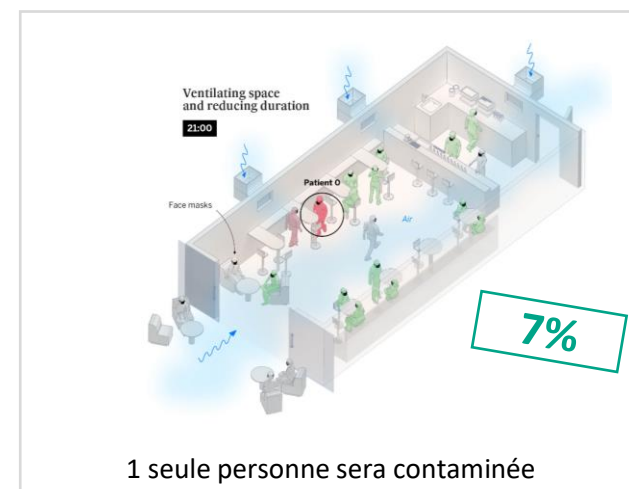 Ventilating space
and reducing duration
21:00
Patient 0
Face masks
Air
7%
1 seule personne sera contaminée